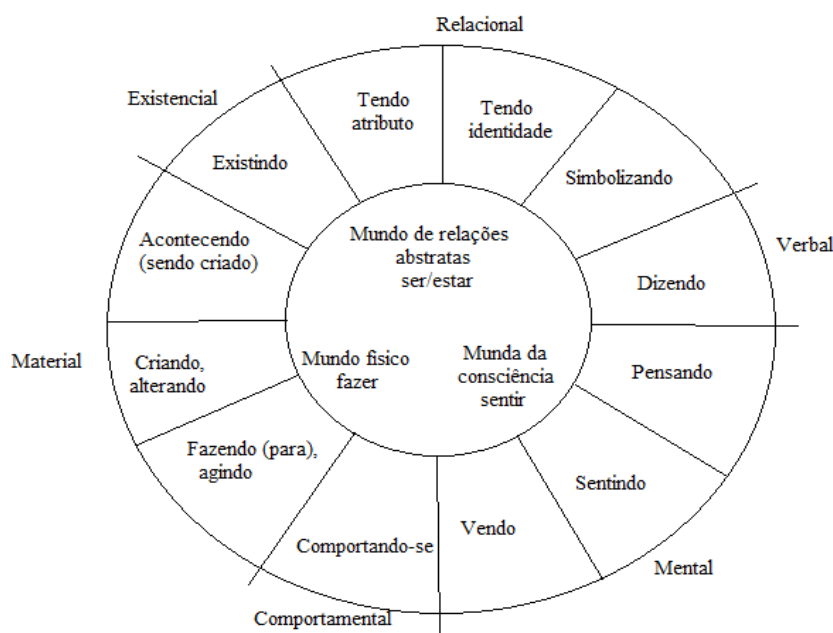 Relacional
Existencial
Tendo
atributo
Tendo
identidade
Existindo
Simbolizando
Acontecendo
(sendo criado)
Mundo de relações
abstratas
ser/estar
Verbal
Dizendo
Material
Criando,
alterando
Mundo fisico
fazer
Munda da
consciência
sentir
Pensando
Fazendo (para),
agindo
Sentindo
Comportando-se
Vendo
Mental
Comportamental